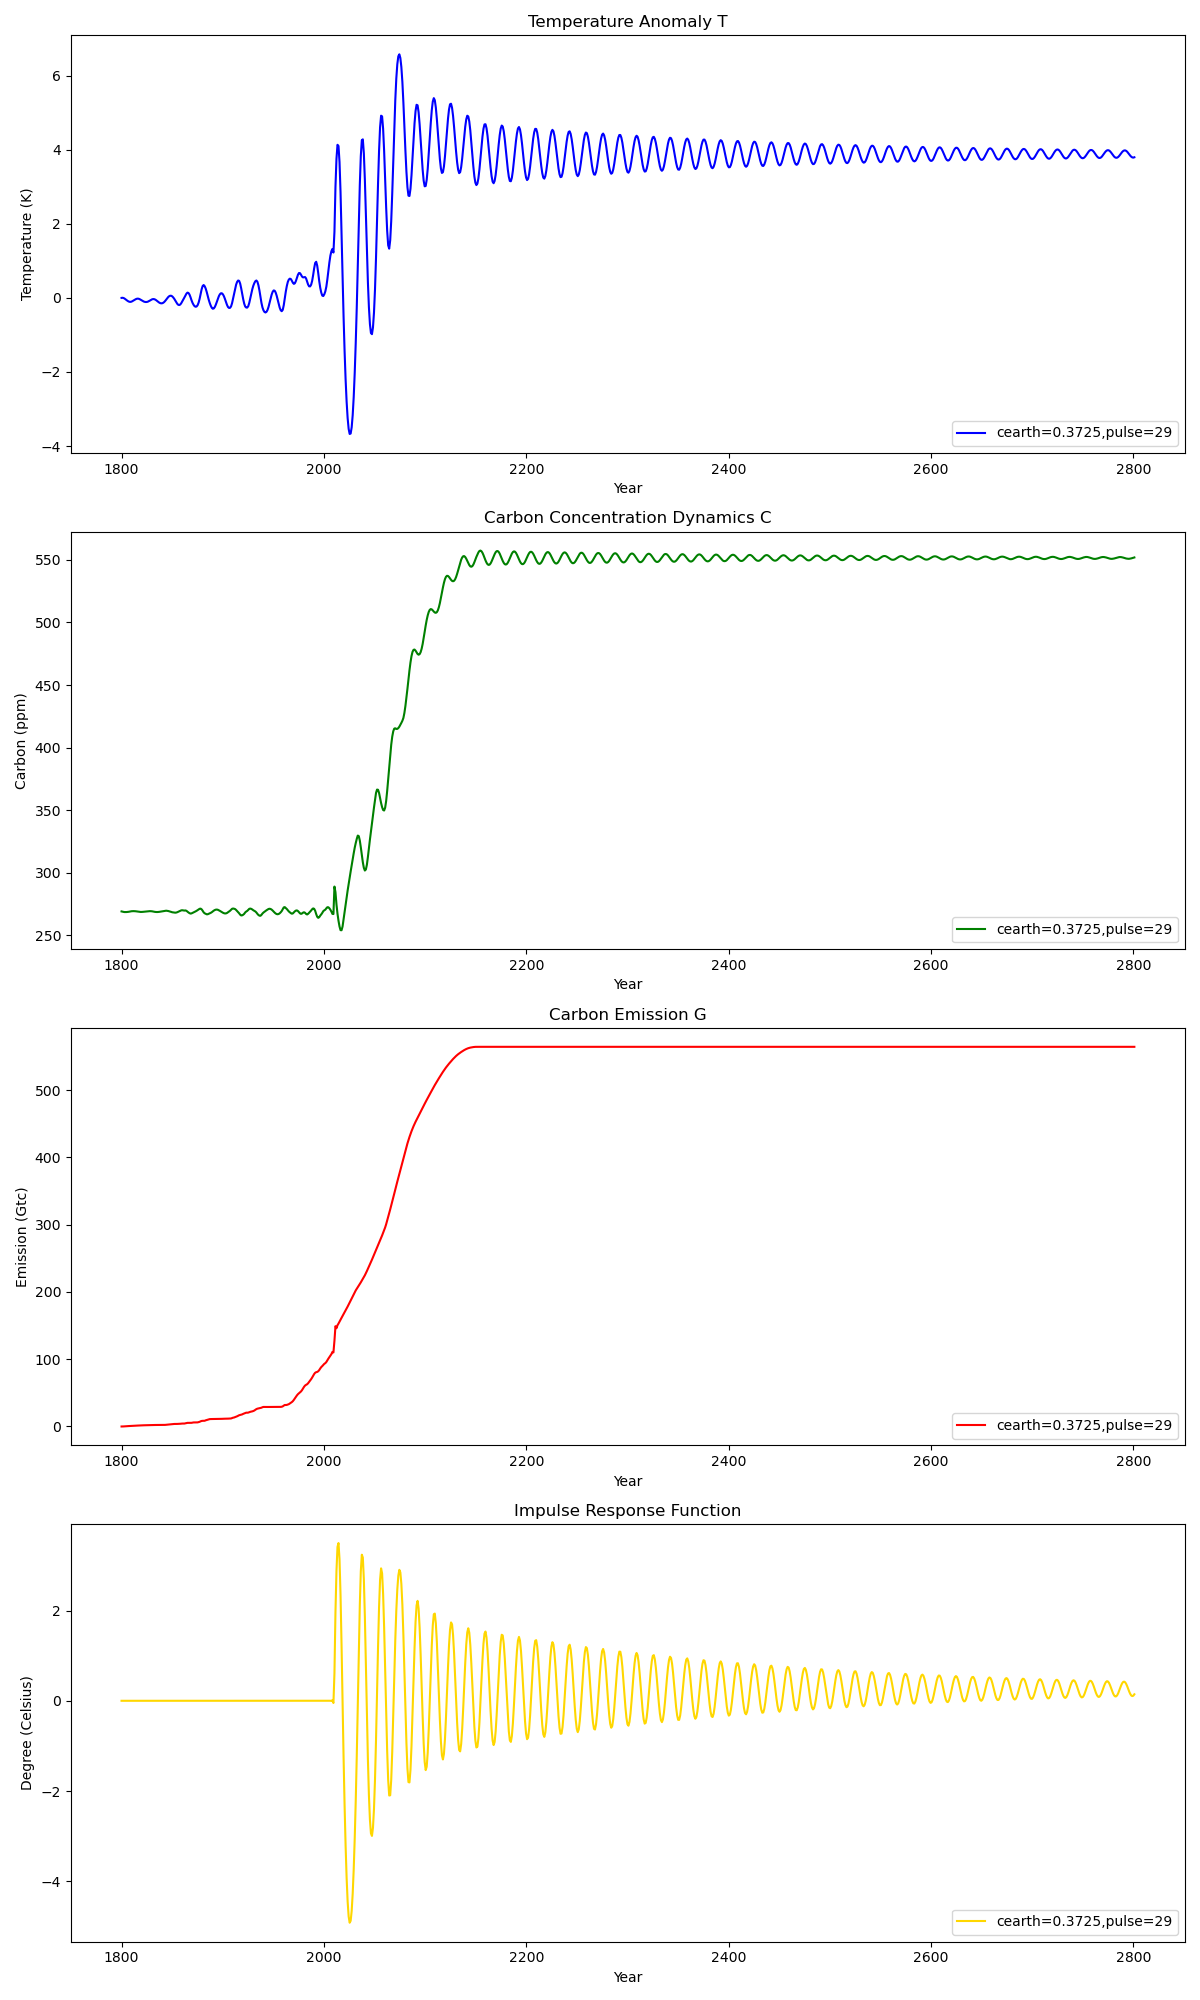 Temperature Anomaly T
Temperature (K)
6
4
2
0
−2
−4
1800 2000 2200 2400 2600 2800
Year
cearth=0.3725,pulse=29
Carbon Concentration Dynamics C
Carbon (ppm)
550
500
450
400
350
300
250
1800 2000 2200 2400 2600 2800
Year
cearth=0.3725,pulse=29
Carbon Emission G
Emission (Gtc)
500
400
300
200
100
0
1800 2000 2200 2400 2600 2800
Year
cearth=0.3725,pulse=29
Impulse Response Function
Degree (Celsius)
2
0
−2
−4
1800 2000 2200 2400 2600 2800
Year
cearth=0.3725,pulse=29